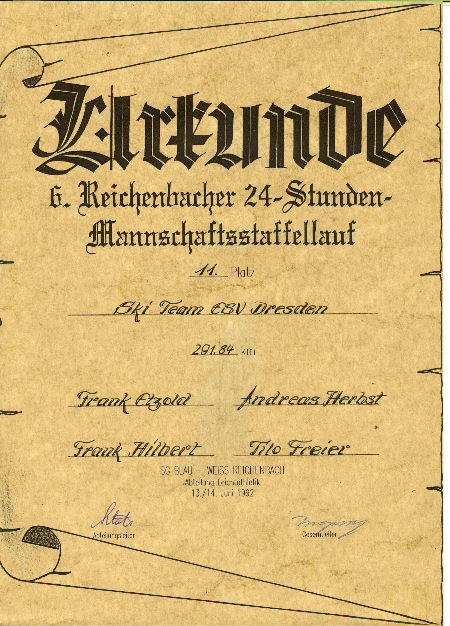 Urkunde
6. Reichenbacher 24-Stunden-
Mannschaftsstaffellauf
11. Platz
Ski Team ESV Dresden
291.84 km
Frank Etzold Andreas Herbst
Frank Hilbert Tilo Freier
SG BLAU - WEISS REICHENBACH
Abteilung Leichtathletik
13./14. Juni 1992
Abteilungsleiter Gesamtleiter